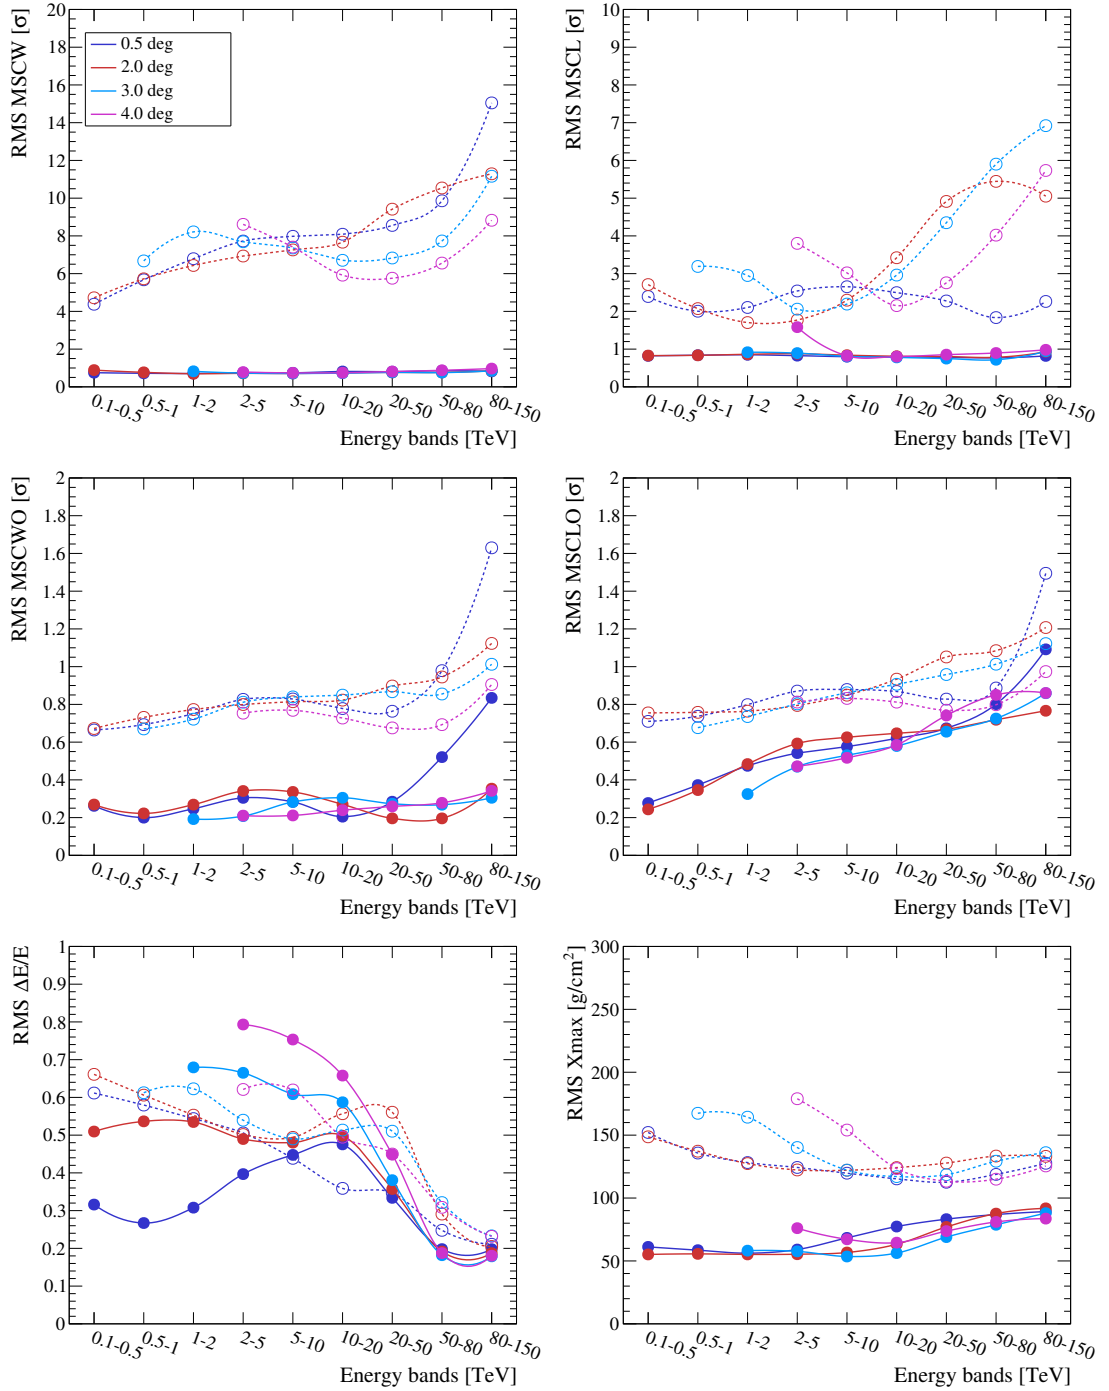 RMS MSCW [σ]
20
18
16
14
12
10
8
6
4
2
0
0.5 deg
2.0 deg
3.0 deg
4.0 deg
0.1-0.5 0.5-1 1-2 2-5 5-10 10-20 20-50 50-80 80-150
Energy bands [TeV]
RMS MSCL [σ]
10
9
8
7
6
5
4
3
2
1
0
0.1-0.5 0.5-1 1-2 2-5 5-10 10-20 20-50 50-80 80-150
Energy bands [TeV]
RMS MSCWO [σ]
2
1.8
1.6
1.4
1.2
1
0.8
0.6
0.4
0.2
0
0.1-0.5 0.5-1 1-2 2-5 5-10 10-20 20-50 50-80 80-150
Energy bands [TeV]
RMS MSCLO [σ]
2
1.8
1.6
1.4
1.2
1
0.8
0.6
0.4
0.2
0
0.1-0.5 0.5-1 1-2 2-5 5-10 10-20 20-50 50-80 80-150
Energy bands [TeV]
RMS ΔE/E
1
0.9
0.8
0.7
0.6
0.5
0.4
0.3
0.2
0.1
0
0.1-0.5 0.5-1 1-2 2-5 5-10 10-20 20-50 50-80 80-150
Energy bands [TeV]
RMS Xmax [g/cm²]
300
250
200
150
100
50
0
0.1-0.5 0.5-1 1-2 2-5 5-10 10-20 20-50 50-80 80-150
Energy bands [TeV]